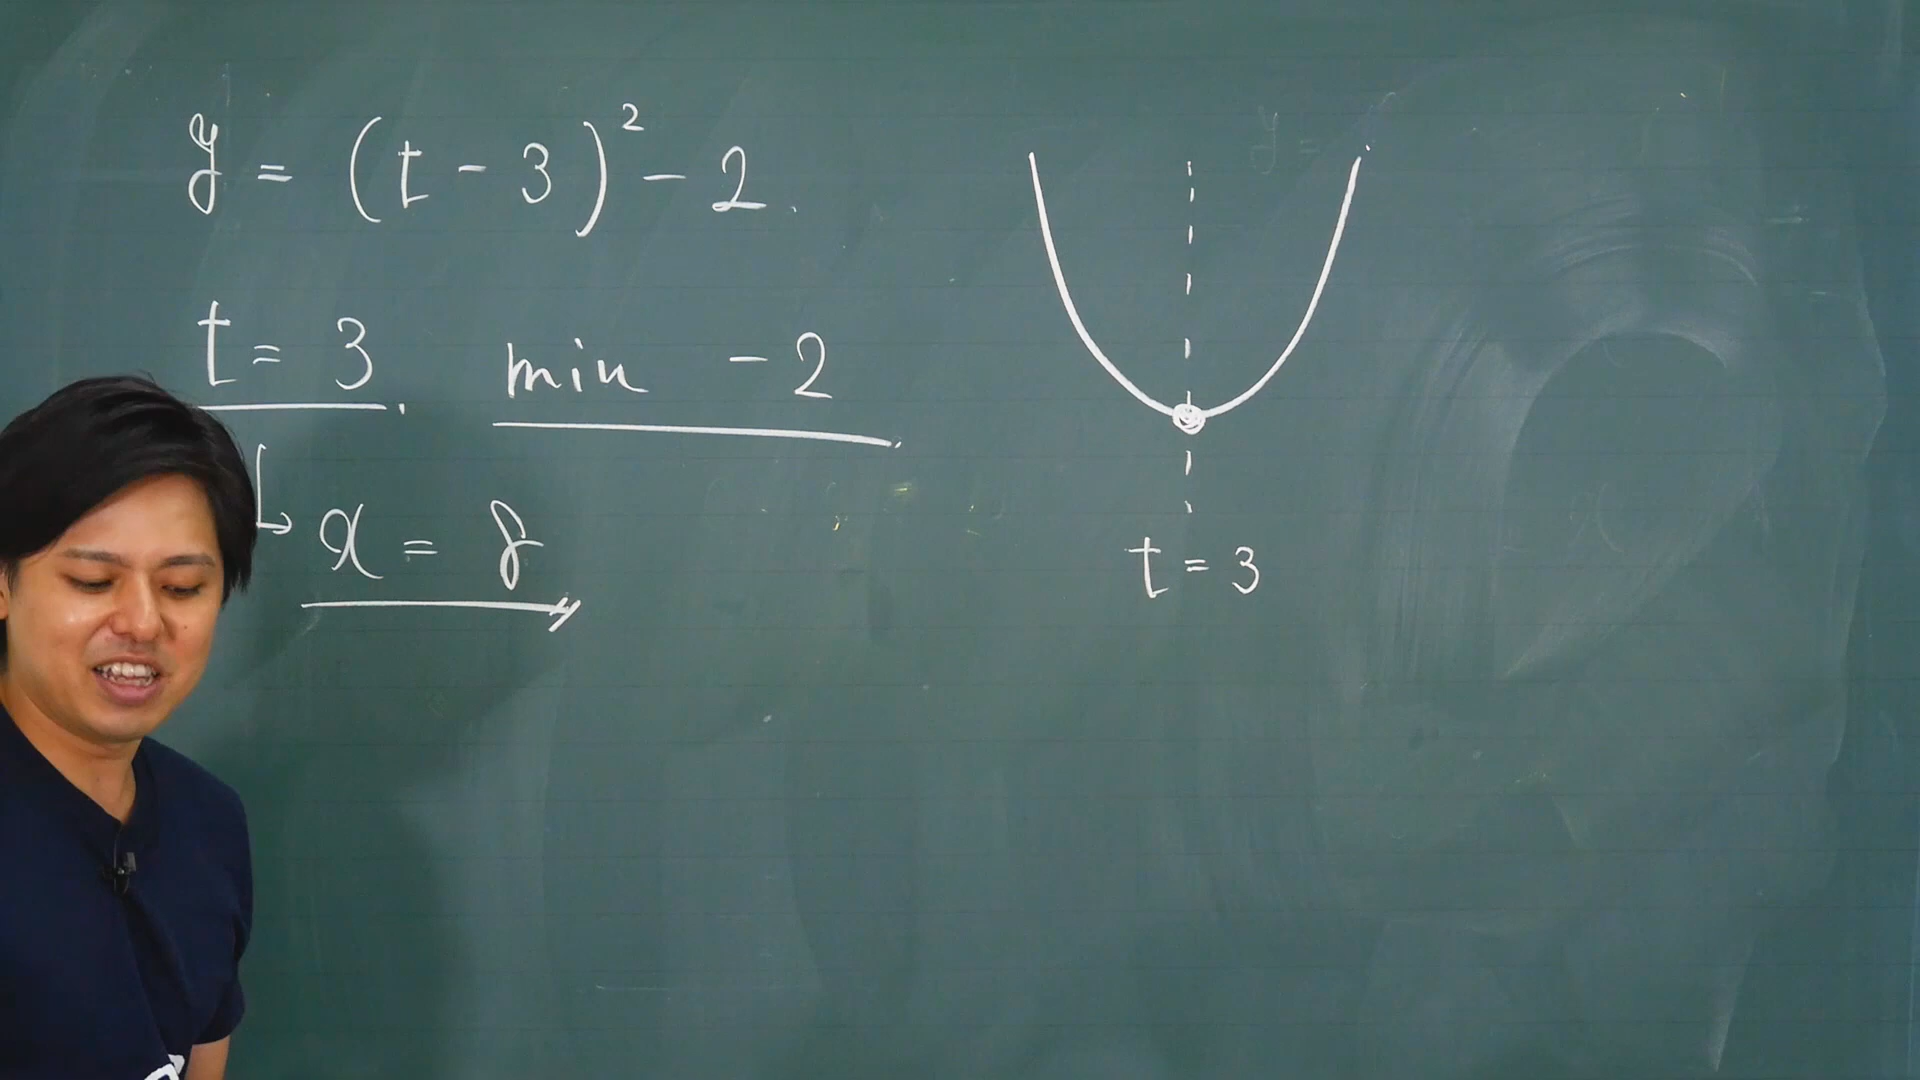 y = (t - 3)² - 2
t = 3 min -2
x = 8
t = 3